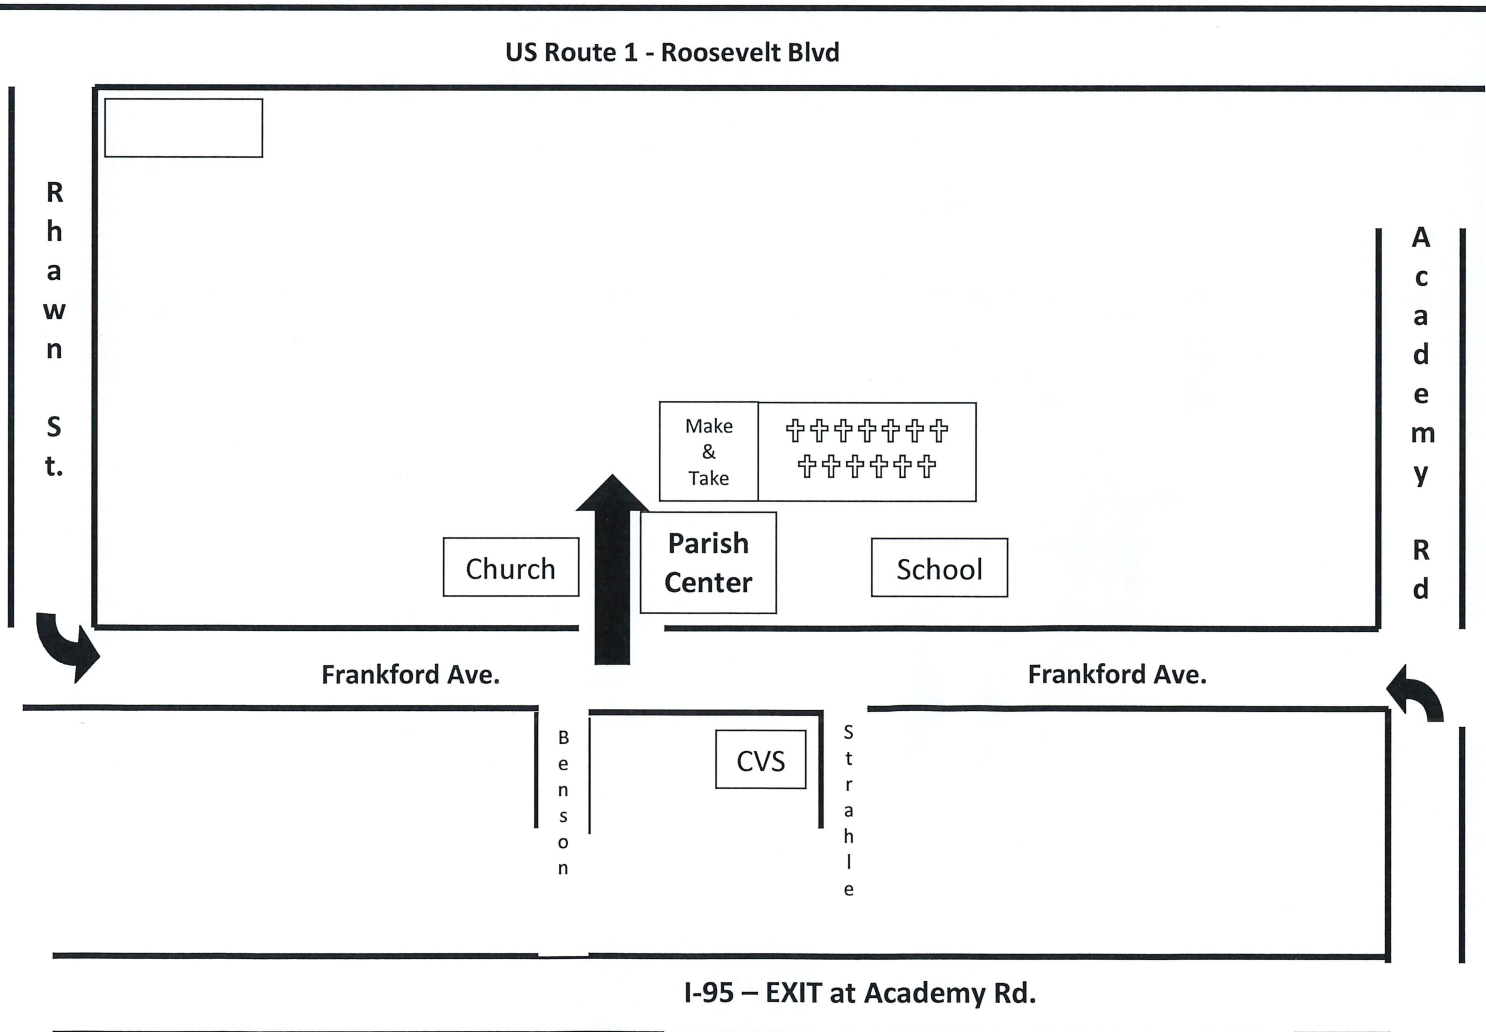 US Route 1 - Roosevelt Blvd
Rhawn St.
Academy Rd
Make
&
Take
Church
Parish
Center
School
Frankford Ave.
Frankford Ave.
Benson
CVS
Strahle
I-95 – EXIT at Academy Rd.